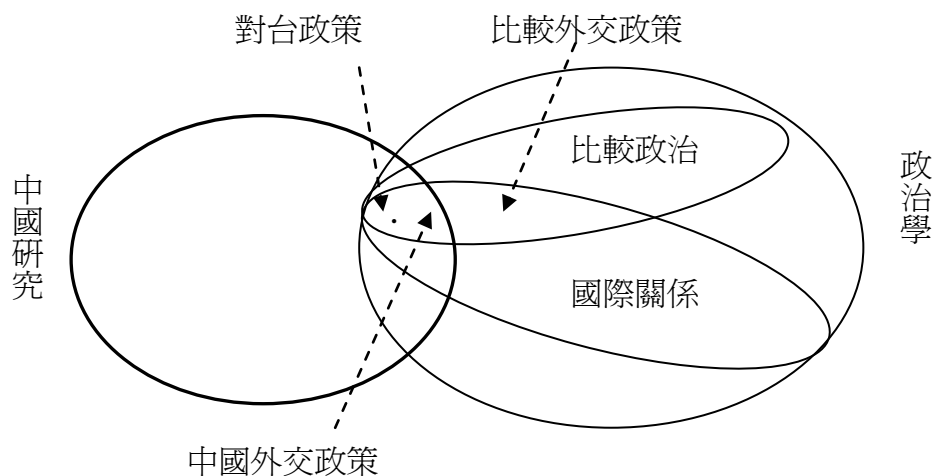 對台政策
比較外交政策
比較政治
政治學
中國研究
國際關係
中國外交政策